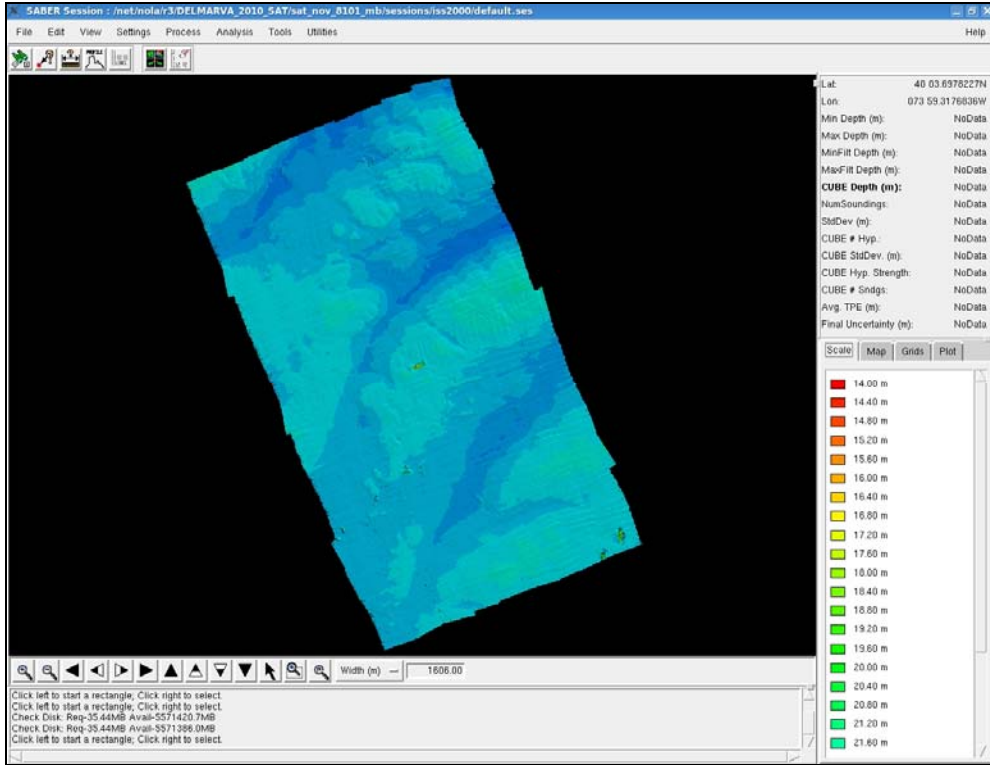 SABER Session : /net/nola/r3/DELMARVA_2010_SAT/sat_nov_8101_mb/sessions/iss2000/default.ses
File Edit View Settings Process Analysis Tools Utilities Help
Lat: 40 03.6978227N
Lon: 073 59.3176836W
Min Depth (m): NoData
Max Depth (m): NoData
MinFilt Depth (m): NoData
MaxFilt Depth (m): NoData
CUBE Depth (m): NoData
NumSoundings: NoData
StdDev (m): NoData
CUBE # Hyp.: NoData
CUBE StdDev. (m): NoData
CUBE Hyp. Strength: NoData
CUBE # Sndgs: NoData
Avg. TPE (m): NoData
Final Uncertainty (m): NoData
Scale Map Grids Plot
14.00 m
14.40 m
14.80 m
15.20 m
15.60 m
16.00 m
16.40 m
16.80 m
17.20 m
17.60 m
18.00 m
18.40 m
18.80 m
19.20 m
19.60 m
20.00 m
20.40 m
20.80 m
21.20 m
21.60 m
Width (m) 1606.00
Click left to start a rectangle; Click right to select.
Click left to start a rectangle; Click right to select.
Check Disk: Req-35.44MB Avail-5571420.7MB
Check Disk: Req-35.44MB Avail-5571386.0MB
Click left to start a rectangle; Click right to select.